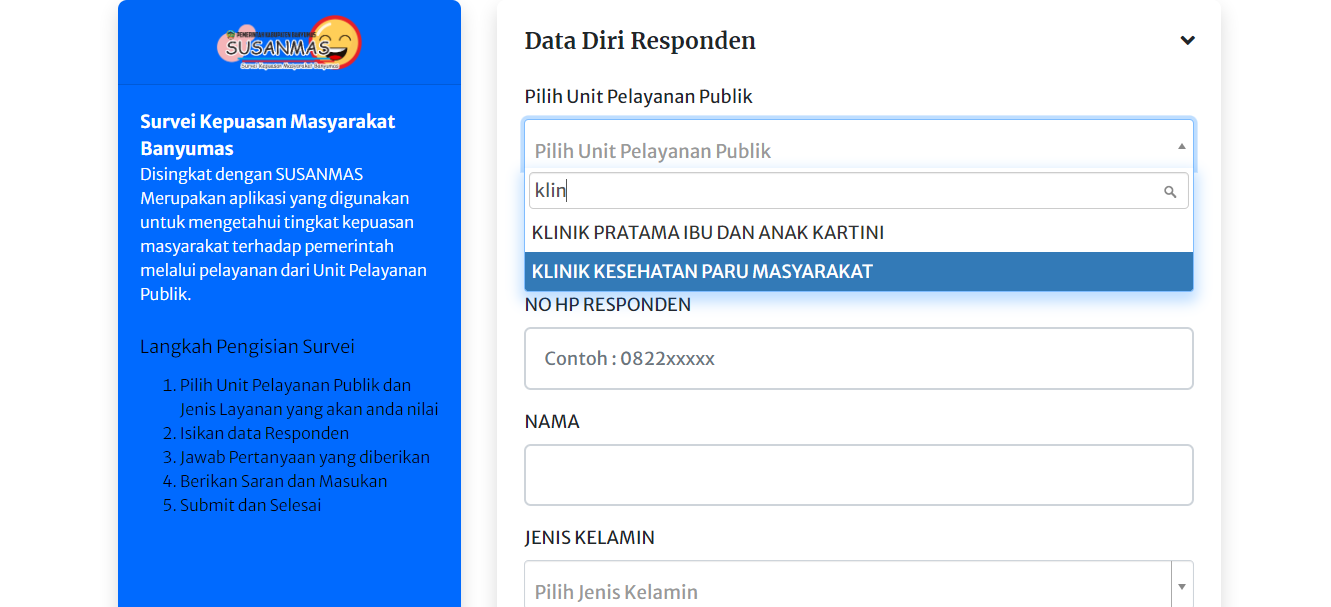 PEMERINTAH KABUPATEN BANYUMAS
SUSANMAS
Survei Kepuasan Masyarakat Banyumas
Survei Kepuasan Masyarakat
Banyumas
Disingkat dengan SUSANMAS
Merupakan aplikasi yang digunakan
untuk mengetahui tingkat kepuasan
masyarakat terhadap pemerintah
melalui pelayanan dari Unit Pelayanan
Publik.
Langkah Pengisian Survei
1. Pilih Unit Pelayanan Publik dan
Jenis Layanan yang akan anda nilai
2. Isikan data Responden
3. Jawab Pertanyaan yang diberikan
4. Berikan Saran dan Masukan
5. Submit dan Selesai
Data Diri Responden
Pilih Unit Pelayanan Publik
Pilih Unit Pelayanan Publik
klin
KLINIK PRATAMA IBU DAN ANAK KARTINI
KLINIK KESEHATAN PARU MASYARAKAT
NO HP RESPONDEN
Contoh : 0822xxxxx
NAMA
JENIS KELAMIN
Pilih Jenis Kelamin